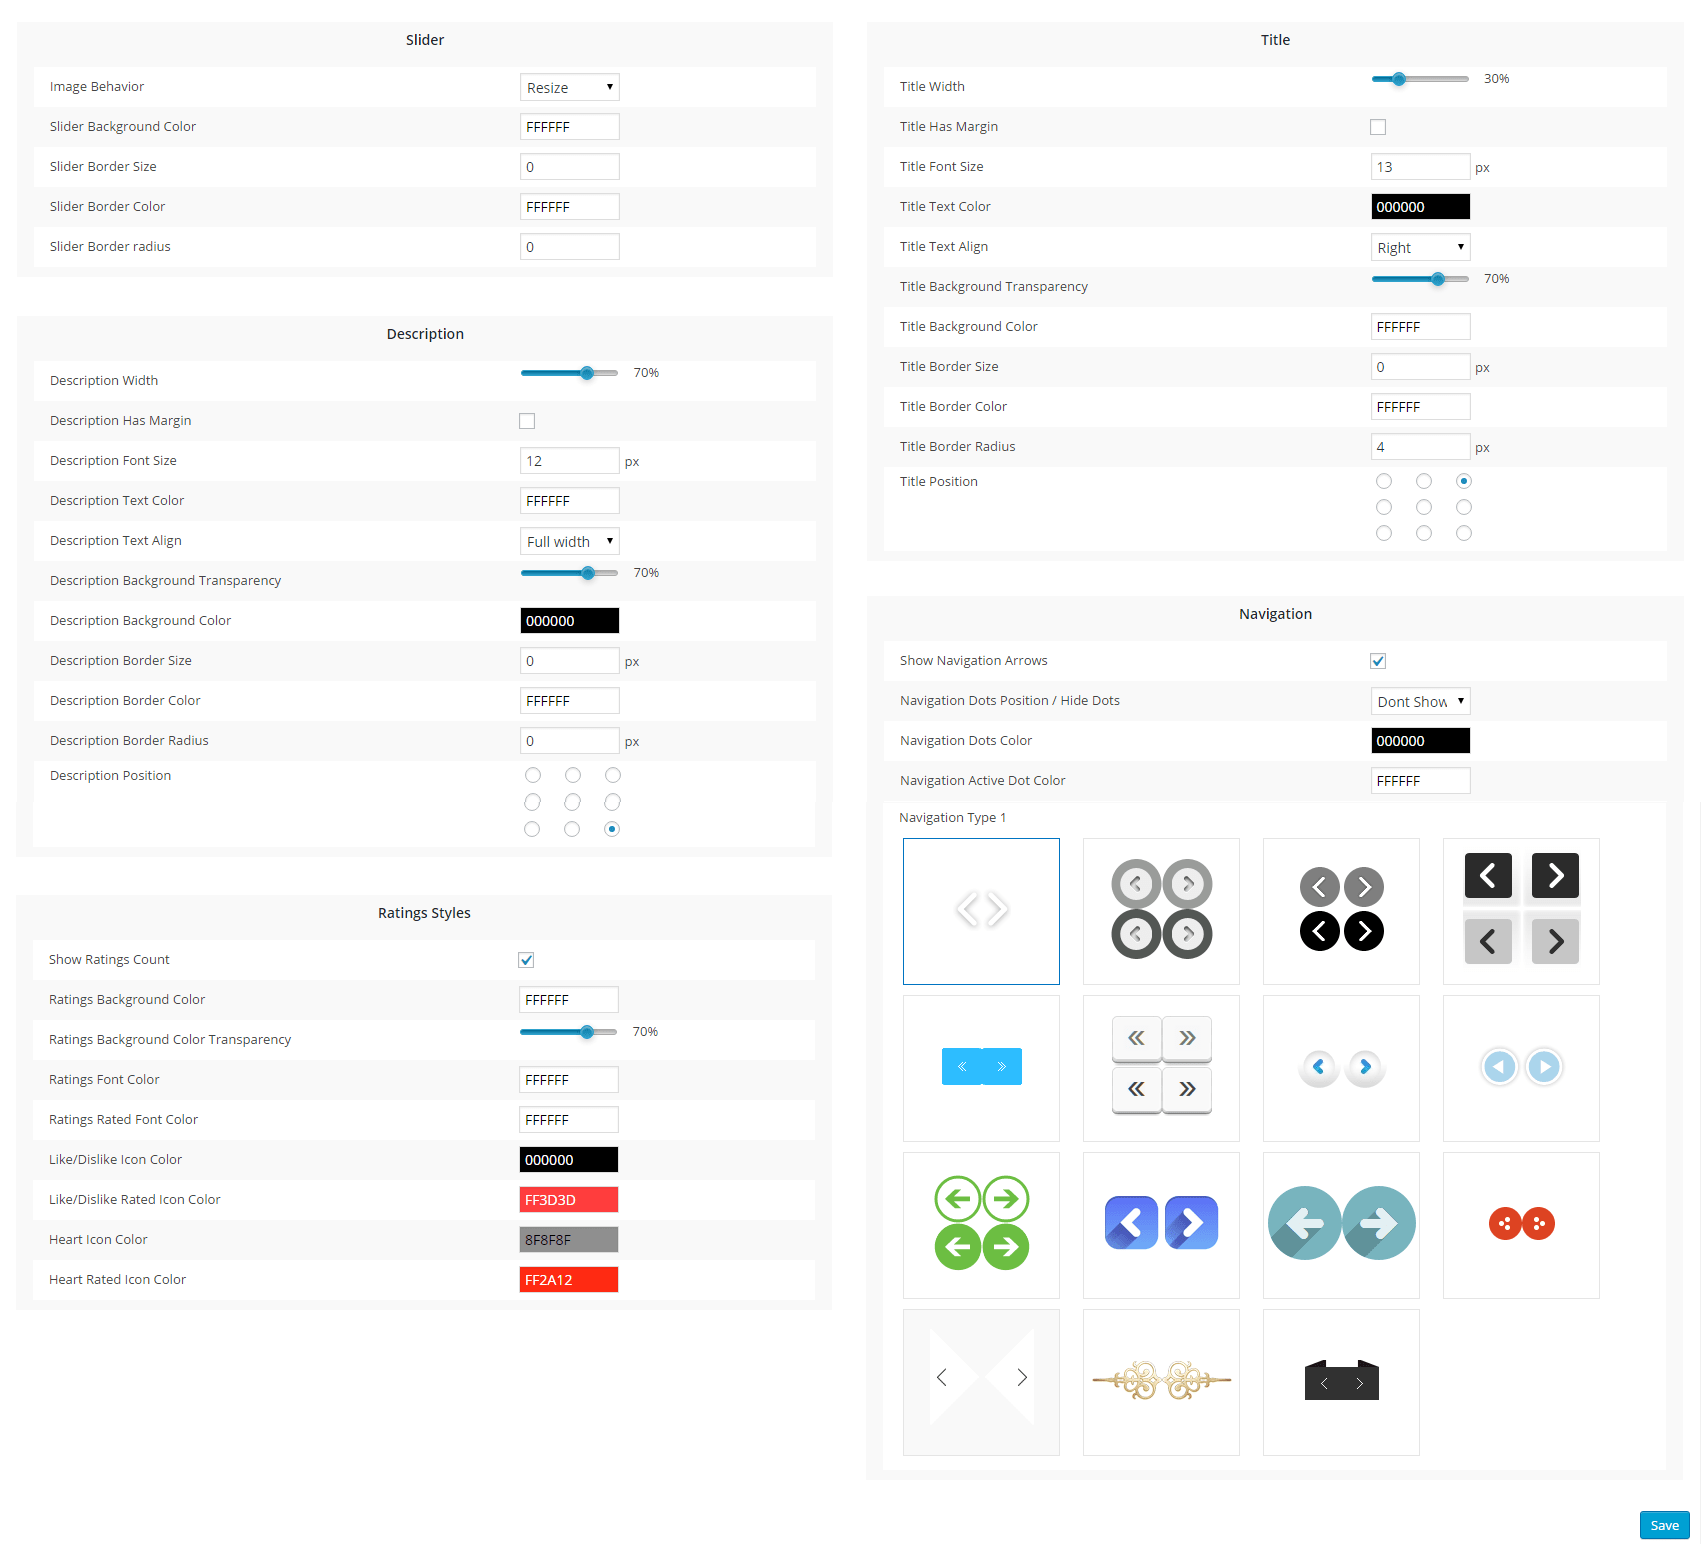 Slider
Image Behavior Resize
Slider Background Color FFFFFF
Slider Border Size 0
Slider Border Color FFFFFF
Slider Border radius 0
Description
Description Width 70%
Description Has Margin
Description Font Size 12 px
Description Text Color FFFFFF
Description Text Align Full width
Description Background Transparency 70%
Description Background Color 000000
Description Border Size 0 px
Description Border Color FFFFFF
Description Border Radius 0 px
Description Position
Ratings Styles
Show Ratings Count
Ratings Background Color FFFFFF
Ratings Background Color Transparency 70%
Ratings Font Color FFFFFF
Ratings Rated Font Color FFFFFF
Like/Dislike Icon Color 000000
Like/Dislike Rated Icon Color FF3D3D
Heart Icon Color 8F8F8F
Heart Rated Icon Color FF2A12
Title
Title Width 30%
Title Has Margin
Title Font Size 13 px
Title Text Color 000000
Title Text Align Right
Title Background Transparency 70%
Title Background Color FFFFFF
Title Border Size 0 px
Title Border Color FFFFFF
Title Border Radius 4 px
Title Position
Navigation
Show Navigation Arrows
Navigation Dots Position / Hide Dots Dont Show
Navigation Dots Color 000000
Navigation Active Dot Color FFFFFF
Navigation Type 1
Save